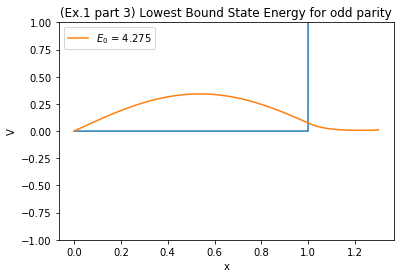 (Ex.1 part 3) Lowest Bound State Energy for odd parity
E₀ = 4.275
V
1.00
0.75
0.50
0.25
0.00
−0.25
−0.50
−0.75
−1.00
0.0 0.2 0.4 0.6 0.8 1.0 1.2
x